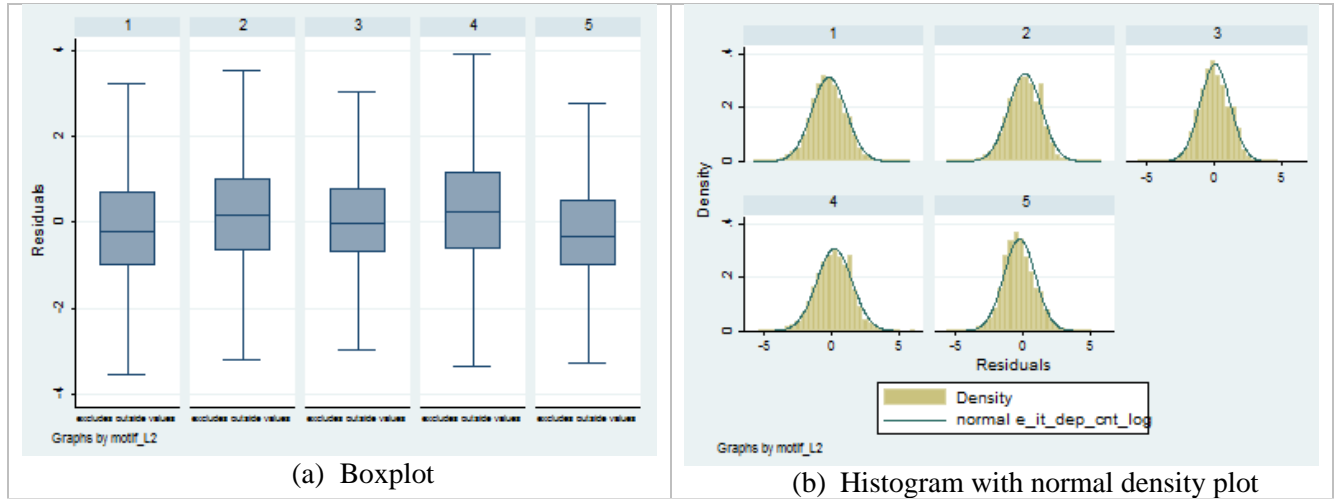 1 2 3 4 5
4
2
0
-2
-4
Residuals
excludes outside values excludes outside values excludes outside values excludes outside values excludes outside values
Graphs by motif_L2
(a) Boxplot
1 2 3
.4
.2
0
-5 0 5
4 5
.4
.2
0
-5 0 5 -5 0 5
Density
Residuals
Density
normal e_it_dep_cnt_log
Graphs by motif_L2
(b) Histogram with normal density plot